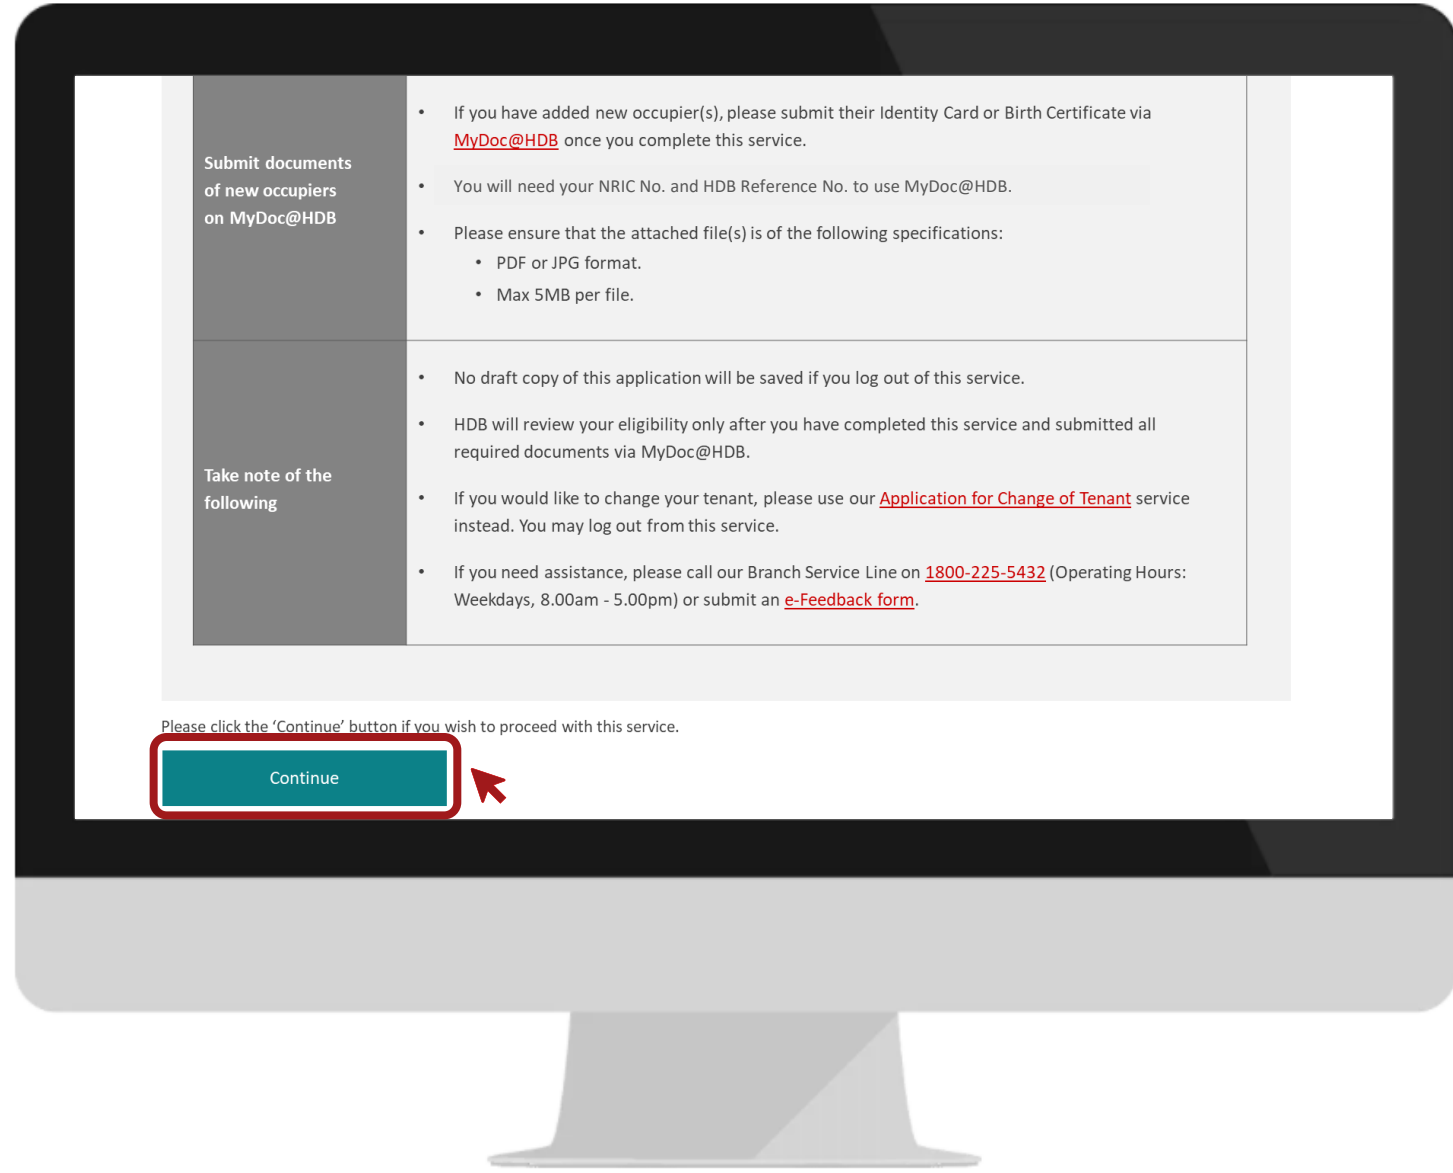 Submit documents
of new occupiers
on MyDoc@HDB
• If you have added new occupier(s), please submit their Identity Card or Birth Certificate via
MyDoc@HDB once you complete this service.
• You will need your NRIC No. and HDB Reference No. to use MyDoc@HDB.
• Please ensure that the attached file(s) is of the following specifications:
• PDF or JPG format.
• Max 5MB per file.
Take note of the
following
• No draft copy of this application will be saved if you log out of this service.
• HDB will review your eligibility only after you have completed this service and submitted all
required documents via MyDoc@HDB.
• If you would like to change your tenant, please use our Application for Change of Tenant service
instead. You may log out from this service.
• If you need assistance, please call our Branch Service Line on 1800-225-5432 (Operating Hours:
Weekdays, 8.00am - 5.00pm) or submit an e-Feedback form.
Please click the ‘Continue’ button if you wish to proceed with this service.
Continue